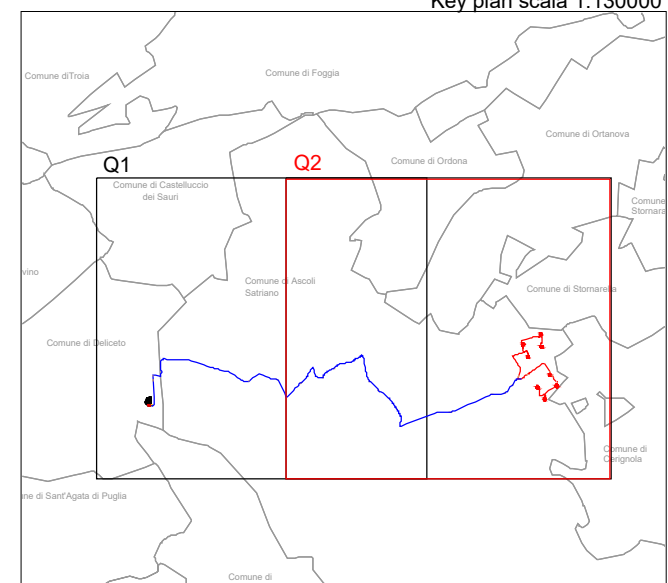 Key plan scala 1:130000
Comune di Foggia
Comune diTroia
Comune di Ortanova
Q1
Q2
Comune di Ordona
Comune di Castelluccio
dei Sauri
Comune
Stornara
vino
Comune di Ascoli
Satriano
Comune di Stornarella
Comune di Deliceto
Comune di
Cerignola
ne di Sant'Agata di Puglia
Comune di